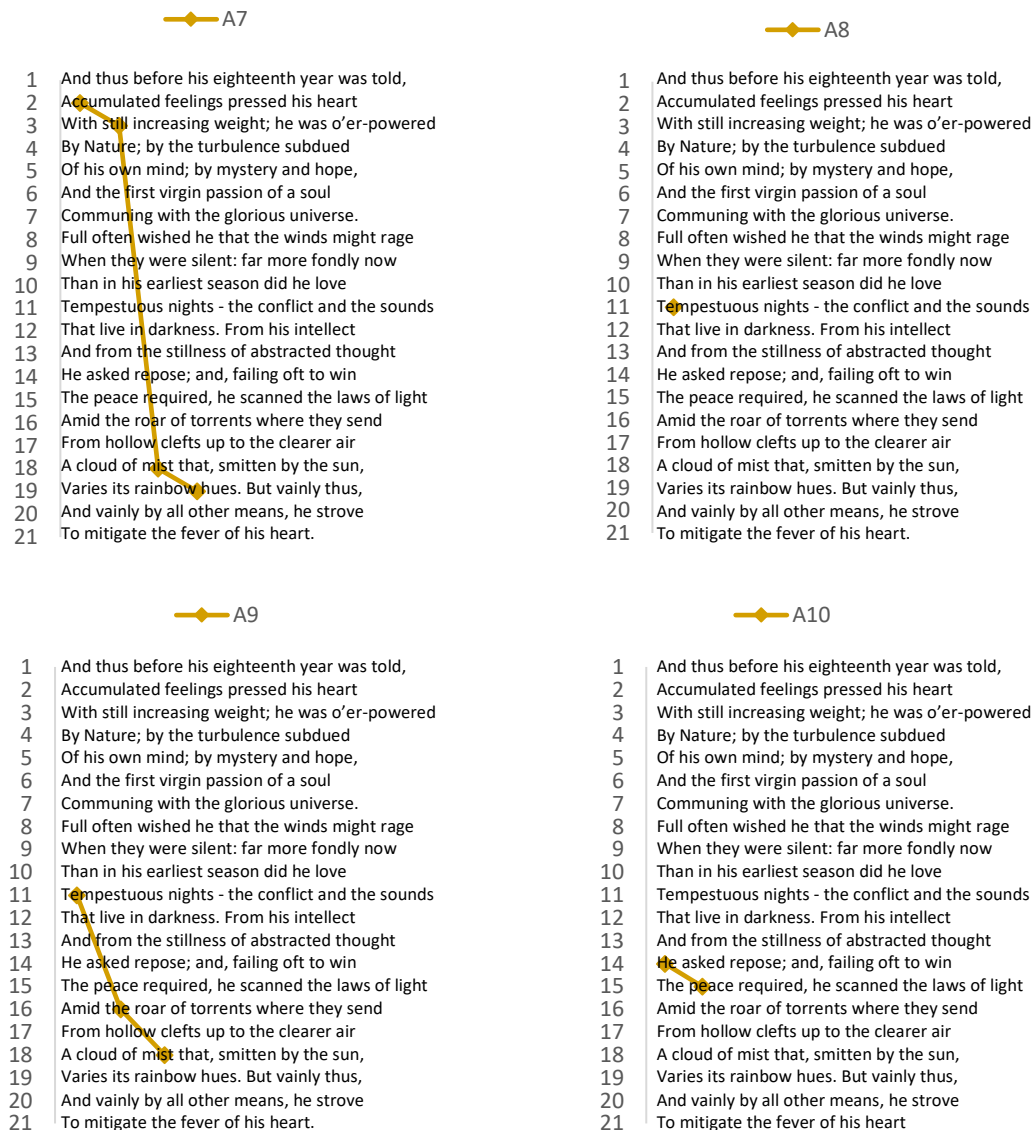 A7
1 And thus before his eighteenth year was told,
2 Accumulated feelings pressed his heart
3 With still increasing weight; he was o’er-powered
4 By Nature; by the turbulence subdued
5 Of his own mind; by mystery and hope,
6 And the first virgin passion of a soul
7 Communing with the glorious universe.
8 Full often wished he that the winds might rage
9 When they were silent: far more fondly now
10 Than in his earliest season did he love
11 Tempestuous nights - the conflict and the sounds
12 That live in darkness. From his intellect
13 And from the stillness of abstracted thought
14 He asked repose; and, failing oft to win
15 The peace required, he scanned the laws of light
16 Amid the roar of torrents where they send
17 From hollow clefts up to the clearer air
18 A cloud of mist that, smitten by the sun,
19 Varies its rainbow hues. But vainly thus,
20 And vainly by all other means, he strove
21 To mitigate the fever of his heart.
A8
1 And thus before his eighteenth year was told,
2 Accumulated feelings pressed his heart
3 With still increasing weight; he was o’er-powered
4 By Nature; by the turbulence subdued
5 Of his own mind; by mystery and hope,
6 And the first virgin passion of a soul
7 Communing with the glorious universe.
8 Full often wished he that the winds might rage
9 When they were silent: far more fondly now
10 Than in his earliest season did he love
11 Tempestuous nights - the conflict and the sounds
12 That live in darkness. From his intellect
13 And from the stillness of abstracted thought
14 He asked repose; and, failing oft to win
15 The peace required, he scanned the laws of light
16 Amid the roar of torrents where they send
17 From hollow clefts up to the clearer air
18 A cloud of mist that, smitten by the sun,
19 Varies its rainbow hues. But vainly thus,
20 And vainly by all other means, he strove
21 To mitigate the fever of his heart.
A9
1 And thus before his eighteenth year was told,
2 Accumulated feelings pressed his heart
3 With still increasing weight; he was o’er-powered
4 By Nature; by the turbulence subdued
5 Of his own mind; by mystery and hope,
6 And the first virgin passion of a soul
7 Communing with the glorious universe.
8 Full often wished he that the winds might rage
9 When they were silent: far more fondly now
10 Than in his earliest season did he love
11 Tempestuous nights - the conflict and the sounds
12 That live in darkness. From his intellect
13 And from the stillness of abstracted thought
14 He asked repose; and, failing oft to win
15 The peace required, he scanned the laws of light
16 Amid the roar of torrents where they send
17 From hollow clefts up to the clearer air
18 A cloud of mist that, smitten by the sun,
19 Varies its rainbow hues. But vainly thus,
20 And vainly by all other means, he strove
21 To mitigate the fever of his heart.
A10
1 And thus before his eighteenth year was told,
2 Accumulated feelings pressed his heart
3 With still increasing weight; he was o’er-powered
4 By Nature; by the turbulence subdued
5 Of his own mind; by mystery and hope,
6 And the first virgin passion of a soul
7 Communing with the glorious universe.
8 Full often wished he that the winds might rage
9 When they were silent: far more fondly now
10 Than in his earliest season did he love
11 Tempestuous nights - the conflict and the sounds
12 That live in darkness. From his intellect
13 And from the stillness of abstracted thought
14 He asked repose; and, failing oft to win
15 The peace required, he scanned the laws of light
16 Amid the roar of torrents where they send
17 From hollow clefts up to the clearer air
18 A cloud of mist that, smitten by the sun,
19 Varies its rainbow hues. But vainly thus,
20 And vainly by all other means, he strove
21 To mitigate the fever of his heart